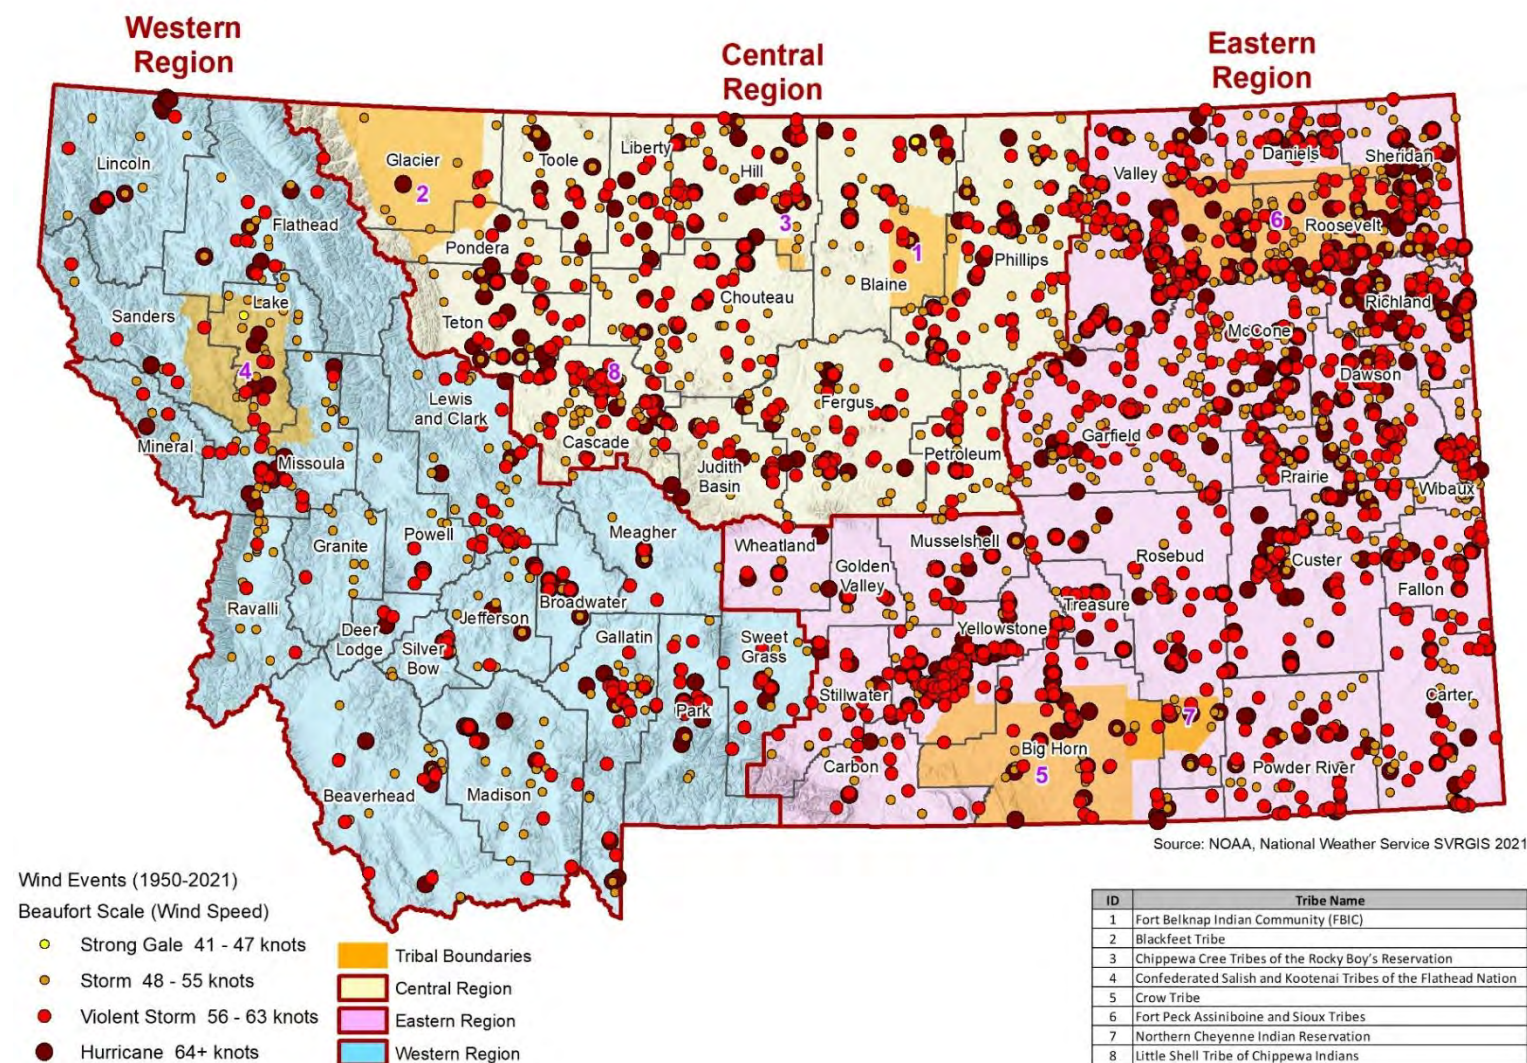 Western
Region
Central
Region
Eastern
Region
Lincoln
Glacier
2
Toole
Liberty
Hill
3
Blaine
1
Phillips
Valley
Daniels
Sheridan
6
Roosevelt
Flathead
Pondera
Chouteau
Teton
Sanders
Lake
4
8
Richland
McCone
Dawson
Lewis
and Clark
Fergus
Cascade
Judith
Basin
Petroleum
Garfield
Prairie
Wibaux
Mineral
Missoula
Granite
Powell
Meagher
Wheatland
Golden
Valley
Musselshell
Rosebud
Custer
Fallon
Ravalli
Deer
Lodge
Silver
Bow
Jefferson
Broadwater
Gallatin
Sweet
Grass
Treasure
Yellowstone
Stillwater
Park
Carter
7
Big Horn
5
Carbon
Powder River
Beaverhead
Madison
Source: NOAA, National Weather Service SVRGIS 2021
Wind Events (1950-2021)
Beaufort Scale (Wind Speed)
Strong Gale 41 - 47 knots
Storm 48 - 55 knots
Violent Storm 56 - 63 knots
Hurricane 64+ knots
Tribal Boundaries
Central Region
Eastern Region
Western Region
ID Tribe Name
1 Fort Belknap Indian Community (FBIC)
2 Blackfeet Tribe
3 Chippewa Cree Tribes of the Rocky Boy's Reservation
4 Confederated Salish and Kootenai Tribes of the Flathead Nation
5 Crow Tribe
6 Fort Peck Assiniboine and Sioux Tribes
7 Northern Cheyenne Indian Reservation
8 Little Shell Tribe of Chippewa Indians